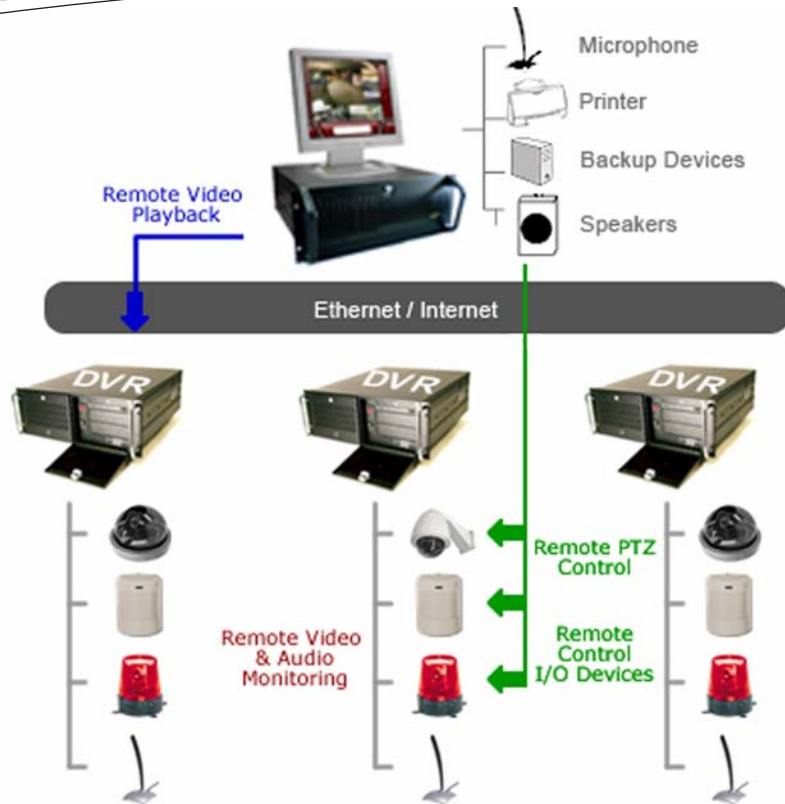 Microphone
Printer
Backup Devices
Speakers
Remote Video
Playback
Ethernet / Internet
DVR
DVR
DVR
Remote PTZ
Control
Remote Video
& Audio
Monitoring
Remote
Control
I/O Devices